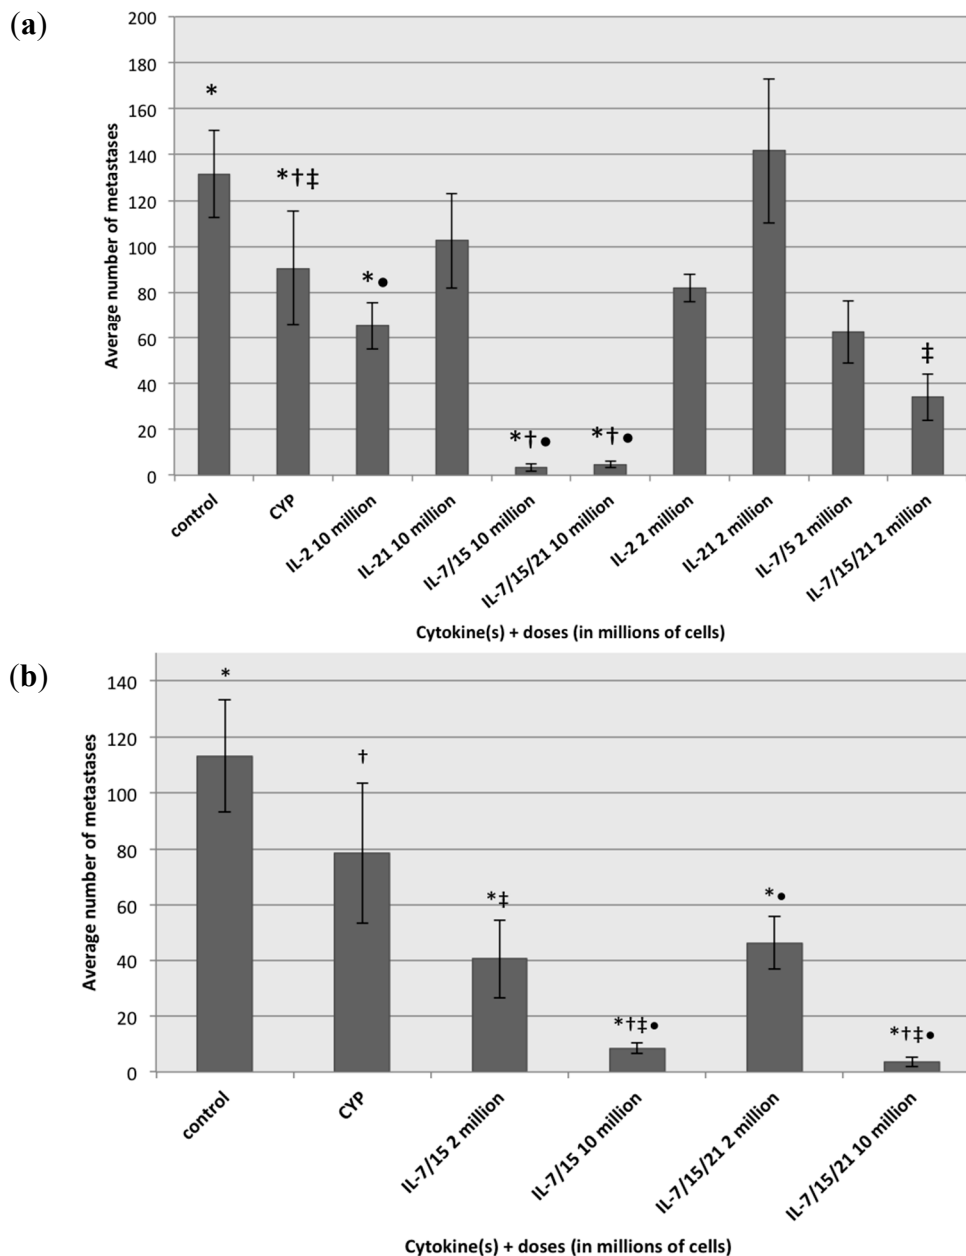 (a)
Average number of metastases
200
180
160
140
120
100
80
60
40
20
0
*
*†‡
*●
*†●
*†●
‡
control
CYP
IL-2 10 million
IL-21 10 million
IL-7/15 10 million
IL-7/15/21 10 million
IL-2 2 million
IL-21 2 million
IL-7/5 2 million
IL-7/15/21 2 million
Cytokine(s) + doses (in millions of cells)
(b)
Average number of metastases
140
120
100
80
60
40
20
0
*
†
*‡
*†‡●
*●
*†‡●
control
CYP
IL-7/15 2 million
IL-7/15 10 million
IL-7/15/21 2 million
IL-7/15/21 10 million
Cytokine(s) + doses (in millions of cells)